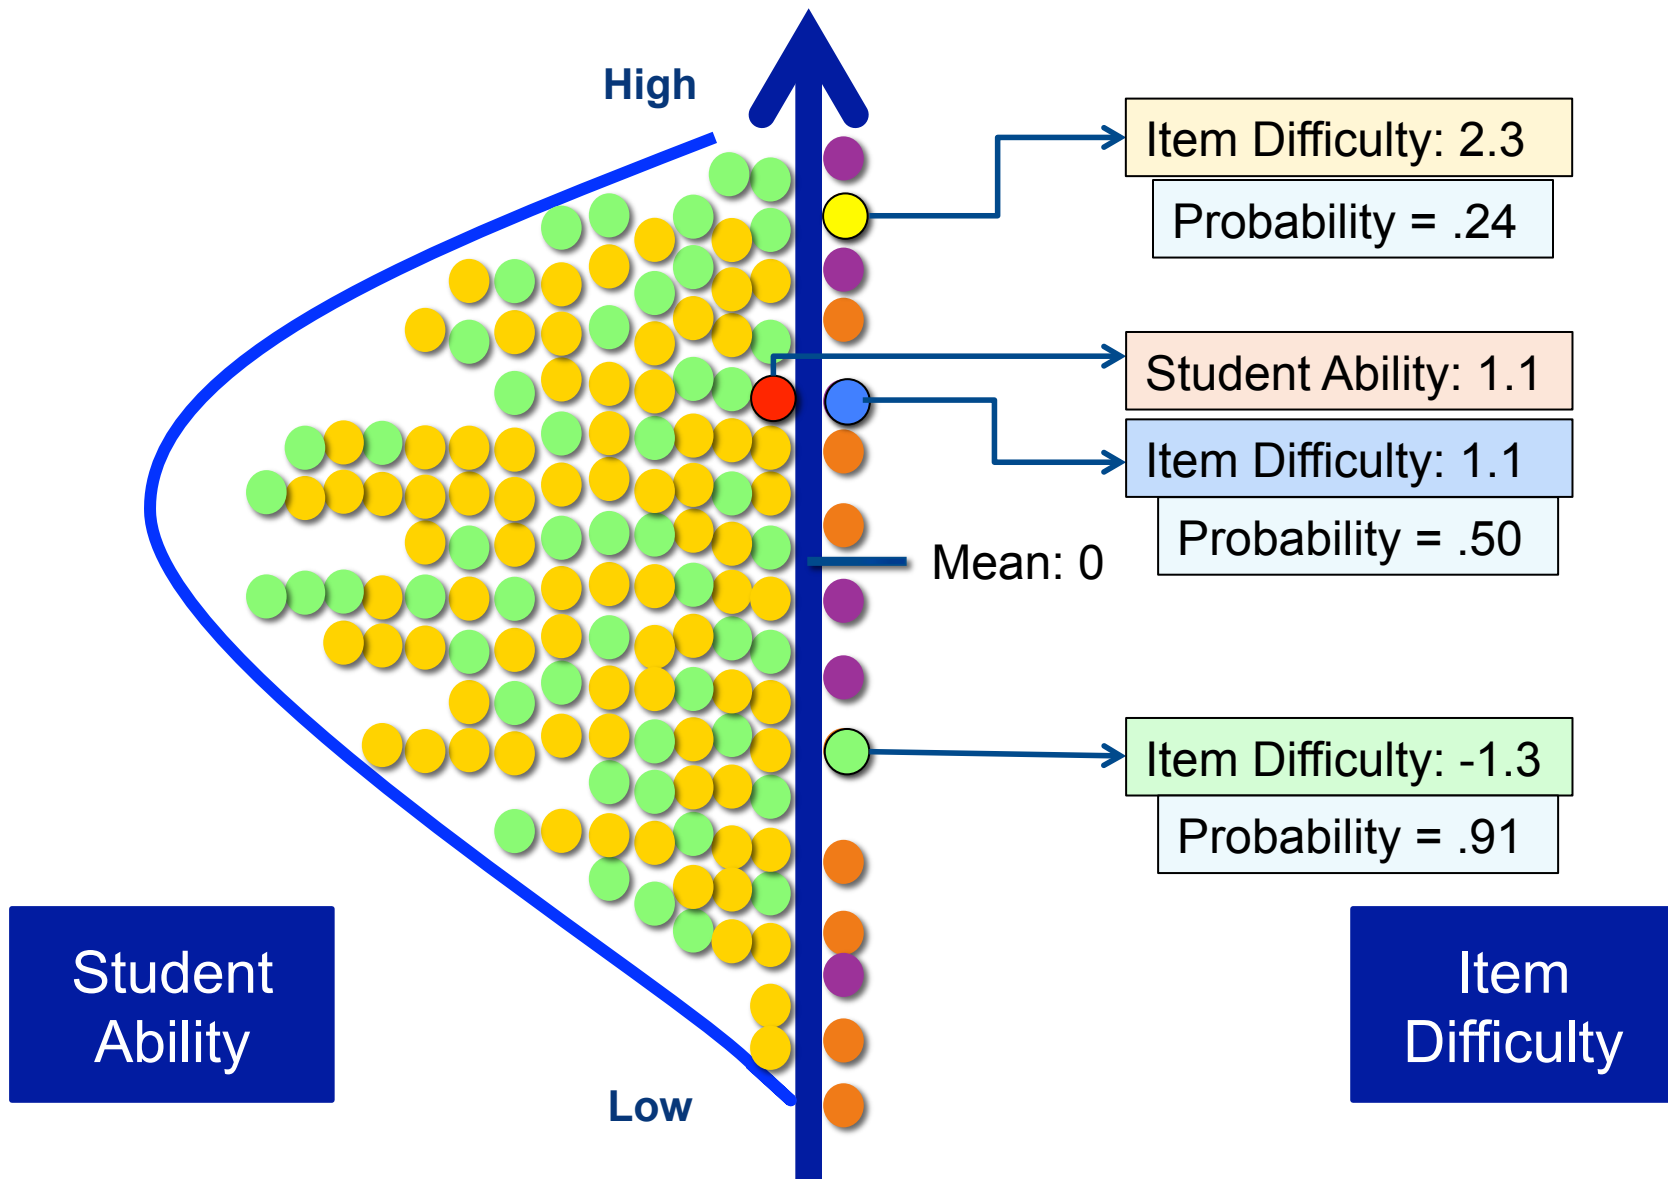 High
Item Difficulty: 2.3
Probability = .24
Student Ability: 1.1
Item Difficulty: 1.1
Probability = .50
Mean: 0
Item Difficulty: -1.3
Probability = .91
Student
Ability
Item
Difficulty
Low